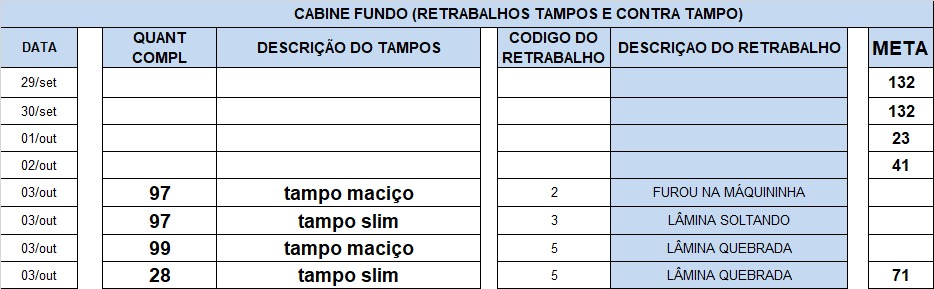 CABINE FUNDO (RETRABALHOS TAMPOS E CONTRA TAMPO)
DATA QUANT COMPL DESCRIÇÃO DO TAMPOS CODIGO DO RETRABALHO DESCRIÇAO DO RETRABALHO META
29/set 132
30/set 132
01/out 23
02/out 41
03/out 97 tampo maciço 2 FUROU NA MÁQUININHA
03/out 97 tampo slim 3 LÂMINA SOLTANDO
03/out 99 tampo maciço 5 LÂMINA QUEBRADA
03/out 28 tampo slim 5 LÂMINA QUEBRADA 71